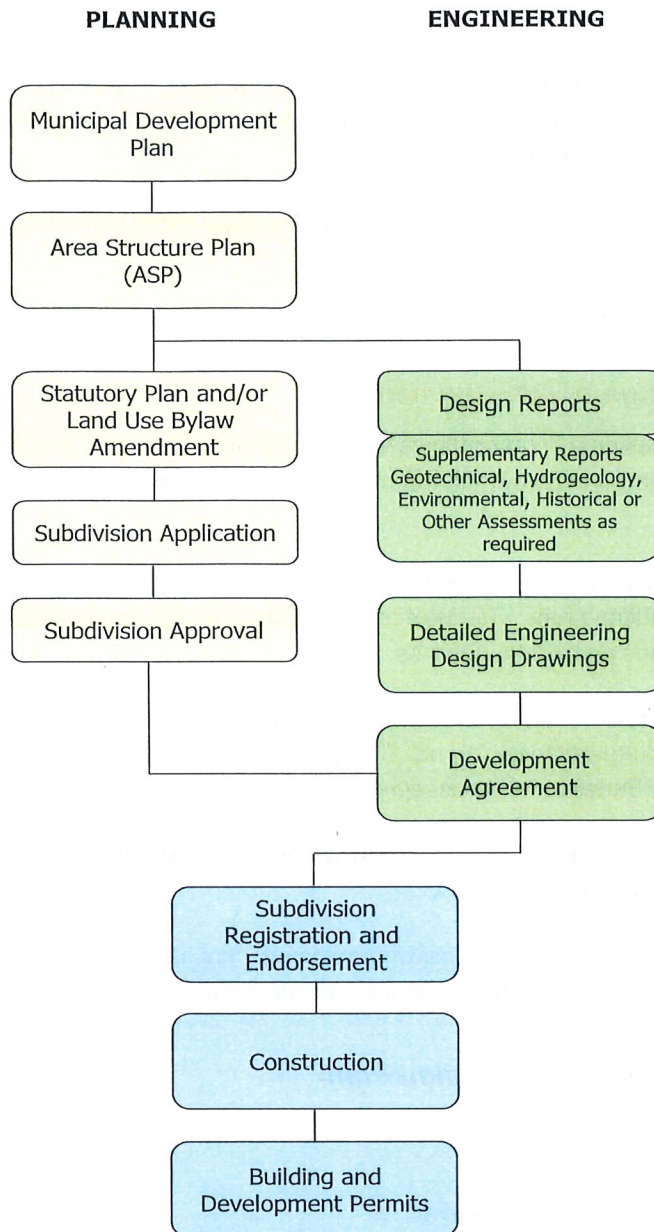 PLANNING
ENGINEERING
Municipal Development
Plan
Area Structure Plan
(ASP)
Statutory Plan and/or
Land Use Bylaw
Amendment
Subdivision Application
Subdivision Approval
Design Reports
Supplementary Reports
Geotechnical, Hydrogeology,
Environmental, Historical or
Other Assessments as
required
Detailed Engineering
Design Drawings
Development
Agreement
Subdivision
Registration and
Endorsement
Construction
Building and
Development Permits